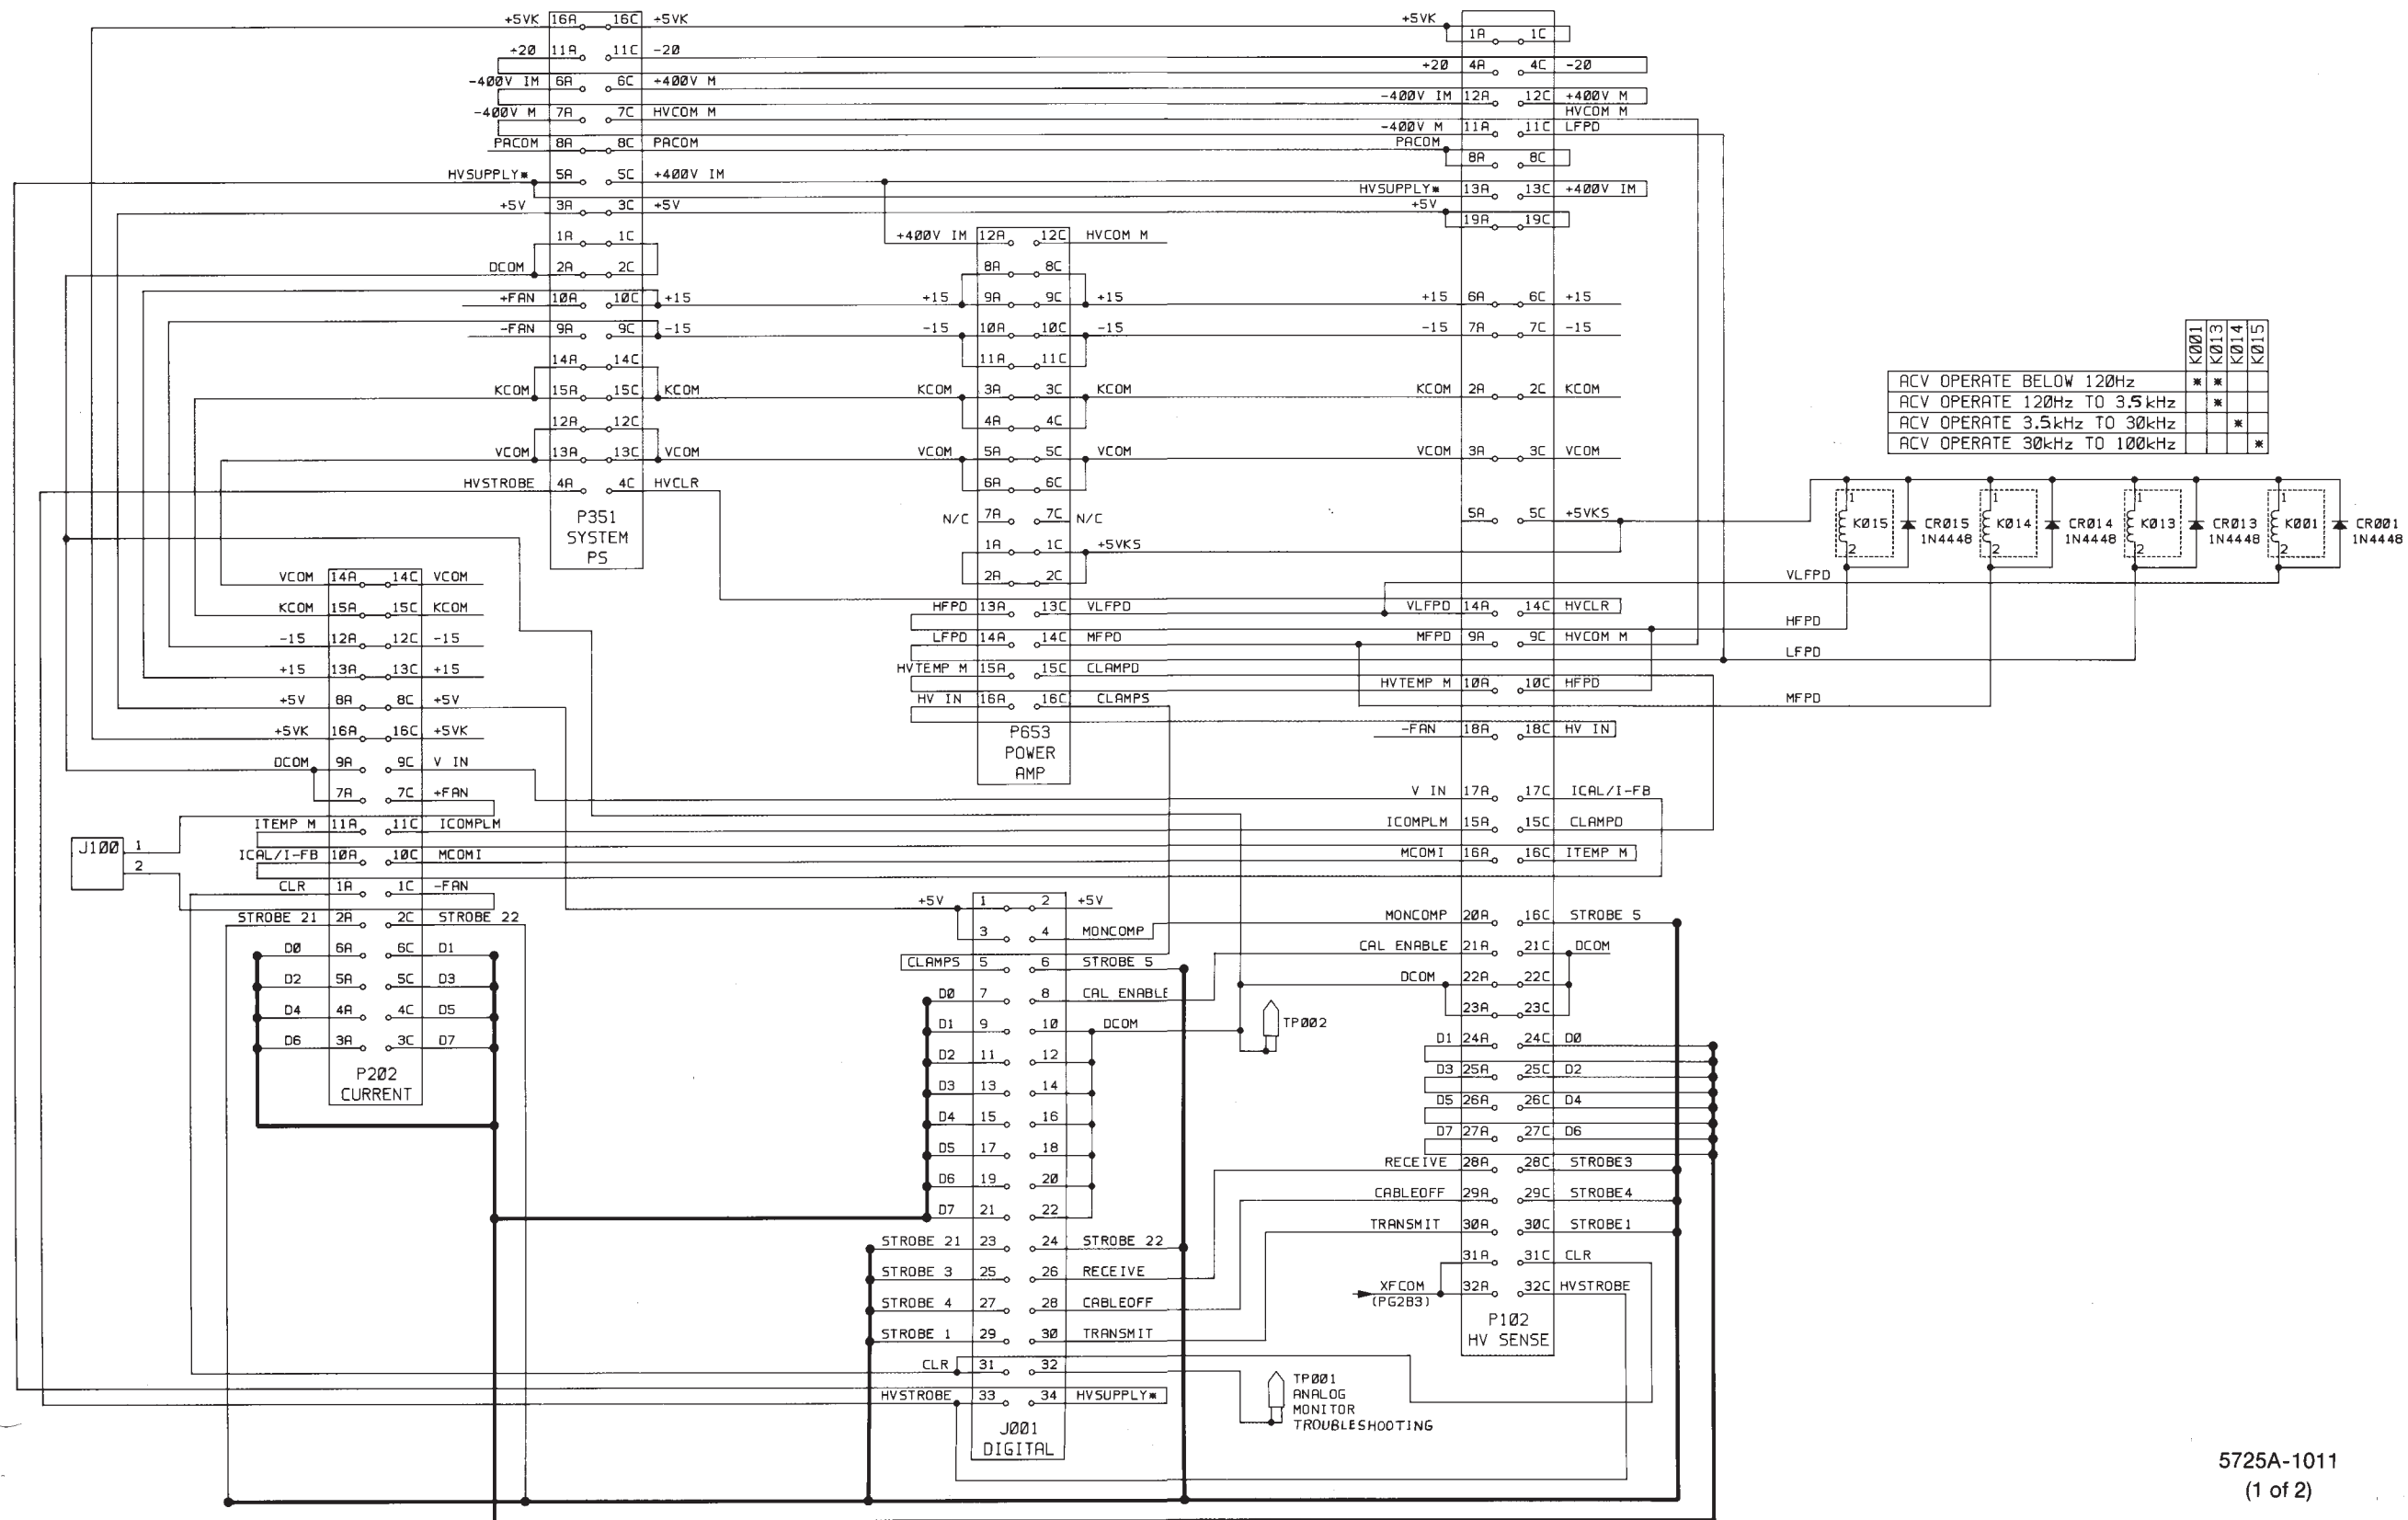 +5VK 16A 16C +5VK
+20 11A 11C -20
-400V IM 6A 6C +400V M
-400V M 7A 7C HVCOM M
PACOM 8A 8C PACOM
HVSUPPLY* 5A 5C +400V IM
+5V 3A 3C +5V
1A 1C
DCOM 2A 2C
+FAN 10A 10C +15
-FAN 9A 9C -15
14A 14C
KCOM 15A 15C KCOM
12A 12C
VCOM 13A 13C VCOM
HVSTROBE 4A 4C HVCLR
P351
SYSTEM
PS
VCOM 14A 14C VCOM
KCOM 15A 15C KCOM
-15 12A 12C -15
+15 13A 13C +15
+5V 8A 8C +5V
+5VK 16A 16C +5VK
DCOM 9A 9C V IN
7A 7C +FAN
ITEMP M 11A 11C ICOMPLM
ICAL/I-FB 10A 10C MCOMI
CLR 1A 1C -FAN
STROBE 21 2A 2C STROBE 22
D0 6A 6C D1
D2 5A 5C D3
D4 4A 4C D5
D6 3A 3C D7
P202
CURRENT
J100 1
2
+400V IM 12A 12C HVCOM M
8A 8C
+15 9A 9C +15
-15 10A 10C -15
11A 11C
KCOM 3A 3C KCOM
4A 4C
VCOM 5A 5C VCOM
6A 6C
N/C 7A 7C N/C
1A 1C +5VKS
2A 2C
HFPD 13A 13C VLFPD
LFPD 14A 14C MFPD
HVTEMP M 15A 15C CLAMPD
HV IN 16A 16C CLAMPS
P653
POWER
AMP
+5V 1 2 +5V
3 4 MONCOMP
CLAMPS 5 6 STROBE 5
D0 7 8 CAL ENABLE
D1 9 10 DCOM
D2 11 12
D3 13 14
D4 15 16
D5 17 18
D6 19 20
D7 21 22
STROBE 21 23 24 STROBE 22
STROBE 3 25 26 RECEIVE
STROBE 4 27 28 CABLEOFF
STROBE 1 29 30 TRANSMIT
CLR 31 32
HVSTROBE 33 34 HVSUPPLY*
J001
DIGITAL
TP002
TP001
ANALOG
MONITOR
TROUBLESHOOTING
+5VK
1A 1C
+20 4A 4C -20
-400V IM 12A 12C +400V M
HVCOM M
-400V M 11A 11C LFPD
PACOM
8A 8C
HVSUPPLY* 13A 13C +400V IM
+5V
19A 19C
+15 6A 6C +15
-15 7A 7C -15
KCOM 2A 2C KCOM
VCOM 3A 3C VCOM
5A 5C +5VKS
VLFPD 14A 14C HVCLR
MFPD 9A 9C HVCOM M
HVTEMP M 10A 10C HFPD
-FAN 18A 18C HV IN
V IN 17A 17C ICAL/I-FB
ICOMPLM 15A 15C CLAMPD
MCOMI 16A 16C ITEMP M
MONCOMP 20A 16C STROBE 5
CAL ENABLE 21A 21C DCOM
DCOM 22A 22C
23A 23C
D1 24A 24C D0
D3 25A 25C D2
D5 26A 26C D4
D7 27A 27C D6
RECEIVE 28A 28C STROBE3
CABLEOFF 29A 29C STROBE4
TRANSMIT 30A 30C STROBE1
31A 31C CLR
XFCOM 32A 32C HVSTROBE
(PG2B3)
P102
HV SENSE
K001 K013 K014 K015
ACV OPERATE BELOW 120Hz * *
ACV OPERATE 120Hz TO 3.5kHz *
ACV OPERATE 3.5kHz TO 30kHz *
ACV OPERATE 30kHz TO 100kHz *
1 1 1 1
K015 CR015 K014 CR014 K013 CR013 K001 CR001
1N4448 1N4448 1N4448 1N4448
2 2 2 2
VLFPD
HFPD
LFPD
MFPD
5725A-1011
(1 of 2)